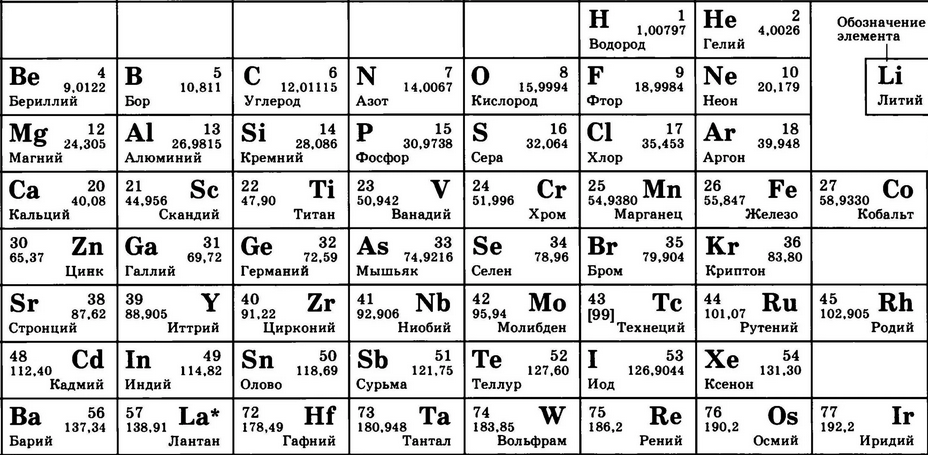 H 1 He 2 Обозначение
1,00797 4,0026 элемента
Водород Гелий
Be 4 B 5 C 6 N 7 O 8 F 9 Ne 10 Li
9,0122 10,811 12,01115 14,0067 15,9994 18,9984 20,179
Бериллий Бор Углерод Азот Кислород Фтор Неон Литий
Mg 12 Al 13 Si 14 P 15 S 16 Cl 17 Ar 18
24,305 26,9815 28,086 30,9738 32,064 35,453 39,948
Магний Алюминий Кремний Фосфор Сера Хлор Аргон
Ca 20 21 Sc 22 Ti 23 V 24 Cr 25 Mn 26 Fe 27 Co
40,08 44,956 47,90 50,942 51,996 54,9380 55,847 58,9330
Кальций Скандий Титан Ванадий Хром Марганец Железо Кобальт
30 Zn Ga 31 Ge 32 As 33 Se 34 Br 35 Kr 36
65,37 69,72 72,59 74,9216 78,96 79,904 83,80
Цинк Галлий Германий Мышьяк Селен Бром Криптон
Sr 38 39 Y 40 Zr 41 Nb 42 Mo 43 Tc 44 Ru 45 Rh
87,62 88,905 91,22 92,906 95,94 [99] 101,07 102,905
Стронций Иттрий Цирконий Ниобий Молибден Технеций Рутений Родий
48 Cd In 49 Sn 50 Sb 51 Te 52 I 53 Xe 54
112,40 114,82 118,69 121,75 127,60 126,9044 131,30
Кадмий Индий Олово Сурьма Теллур Иод Ксенон
Ba 56 57 La* 72 Hf 73 Ta 74 W 75 Re 76 Os 77 Ir
137,34 138,91 178,49 180,948 183,85 186,2 190,2 192,2
Барий Лантан Гафний Тантал Вольфрам Рений Осмий Иридий